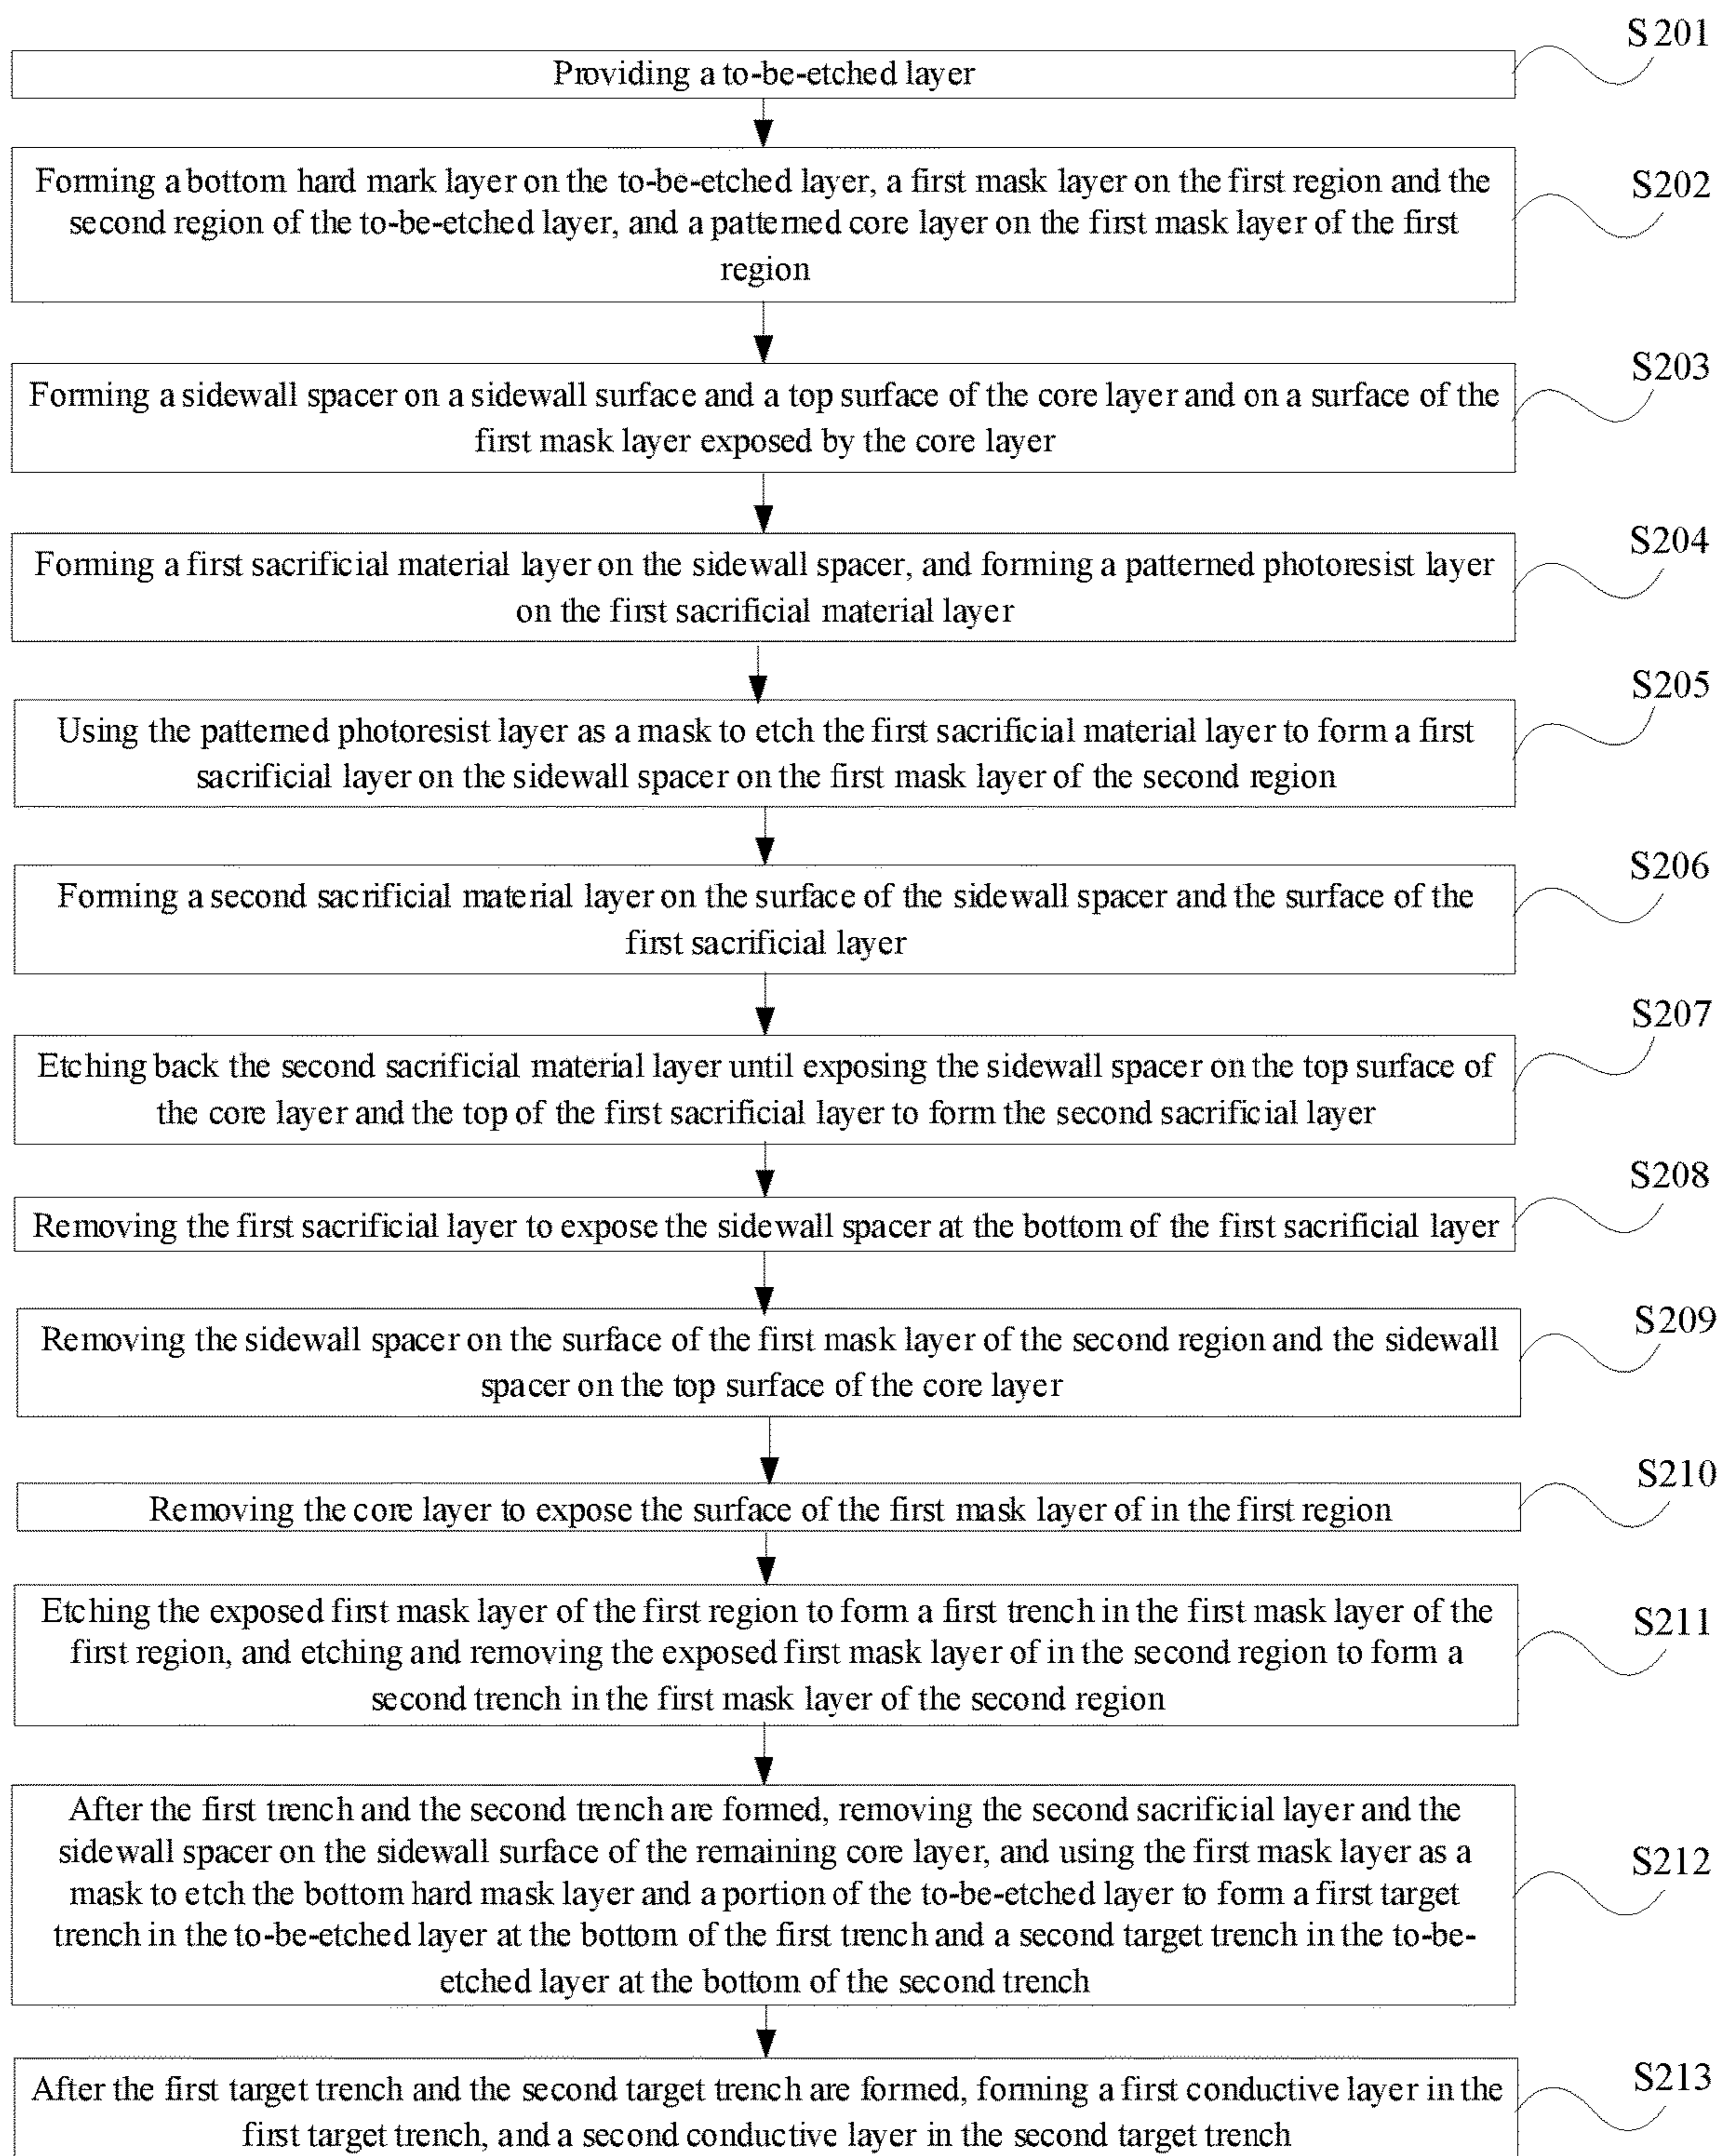 S201
Providing a to-be-etched layer
S202
Forming a bottom hard mark layer on the to-be-etched layer, a first mask layer on the first region and the
second region of the to-be-etched layer, and a patterned core layer on the first mask layer of the first
region
S203
Forming a sidewall spacer on a sidewall surface and a top surface of the core layer and on a surface of the
first mask layer exposed by the core layer
S204
Forming a first sacrificial material layer on the sidewall spacer, and forming a patterned photoresist layer
on the first sacrificial material layer
S205
Using the patterned photoresist layer as a mask to etch the first sacrificial material layer to form a first
sacrificial layer on the sidewall spacer on the first mask layer of the second region
S206
Forming a second sacrificial material layer on the surface of the sidewall spacer and the surface of the
first sacrificial layer
S207
Etching back the second sacrificial material layer until exposing the sidewall spacer on the top surface of
the core layer and the top of the first sacrificial layer to form the second sacrificial layer
S208
Removing the first sacrificial layer to expose the sidewall spacer at the bottom of the first sacrificial layer
S209
Removing the sidewall spacer on the surface of the first mask layer of the second region and the sidewall
spacer on the top surface of the core layer
S210
Removing the core layer to expose the surface of the first mask layer of in the first region
S211
Etching the exposed first mask layer of the first region to form a first trench in the first mask layer of the
first region, and etching and removing the exposed first mask layer of in the second region to form a
second trench in the first mask layer of the second region
S212
After the first trench and the second trench are formed, removing the second sacrificial layer and the
sidewall spacer on the sidewall surface of the remaining core layer, and using the first mask layer as a
mask to etch the bottom hard mask layer and a portion of the to-be-etched layer to form a first target
trench in the to-be-etched layer at the bottom of the first trench and a second target trench in the to-be-
etched layer at the bottom of the second trench
S213
After the first target trench and the second target trench are formed, forming a first conductive layer in the
first target trench, and a second conductive layer in the second target trench